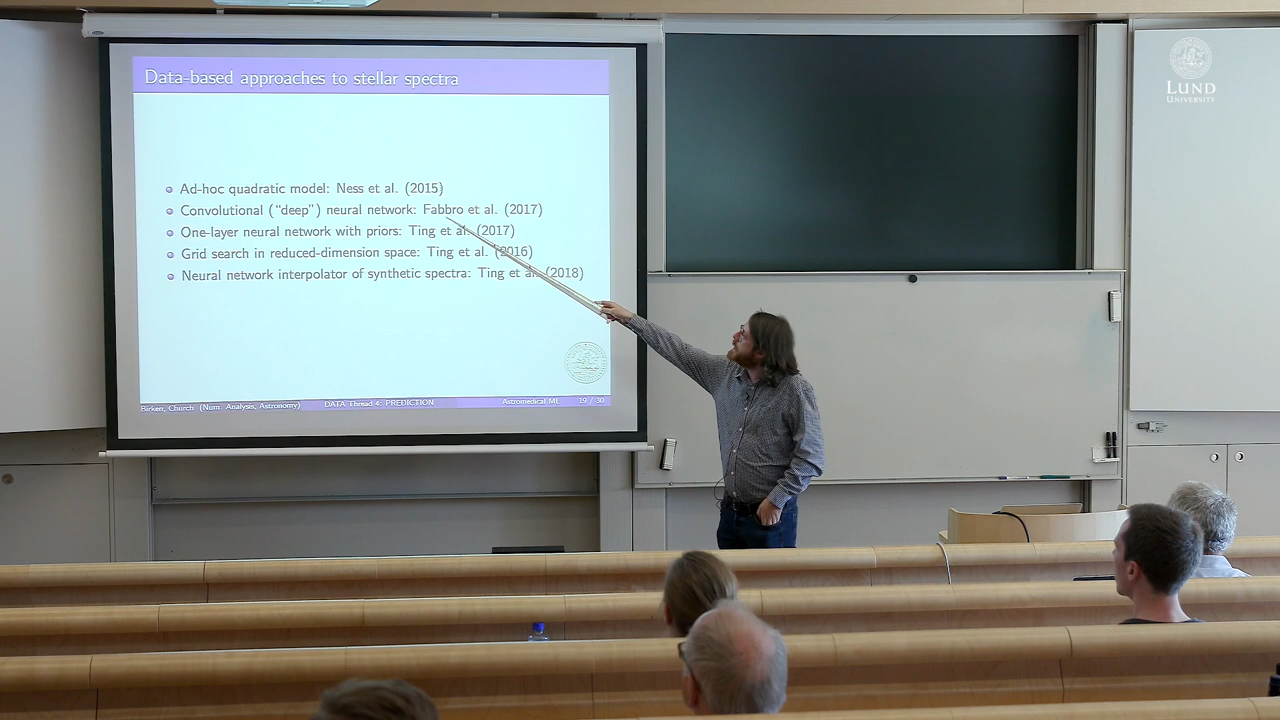 Data-based approaches to stellar spectra
Ad-hoc quadratic model: Ness et al. (2015)
Convolutional ("deep") neural network: Fabbro et al. (2017)
One-layer neural network with priors: Ting et al. (2017)
Grid search in reduced-dimension space: Ting et al. (2016)
Neural network interpolator of synthetic spectra: Ting et al. (2018)
Birken, Church (Num. Analysis, Astronomy) DATA Thread 4: PREDICTION Astromedical ME 19 / 30
LUND
UNIVERSITY